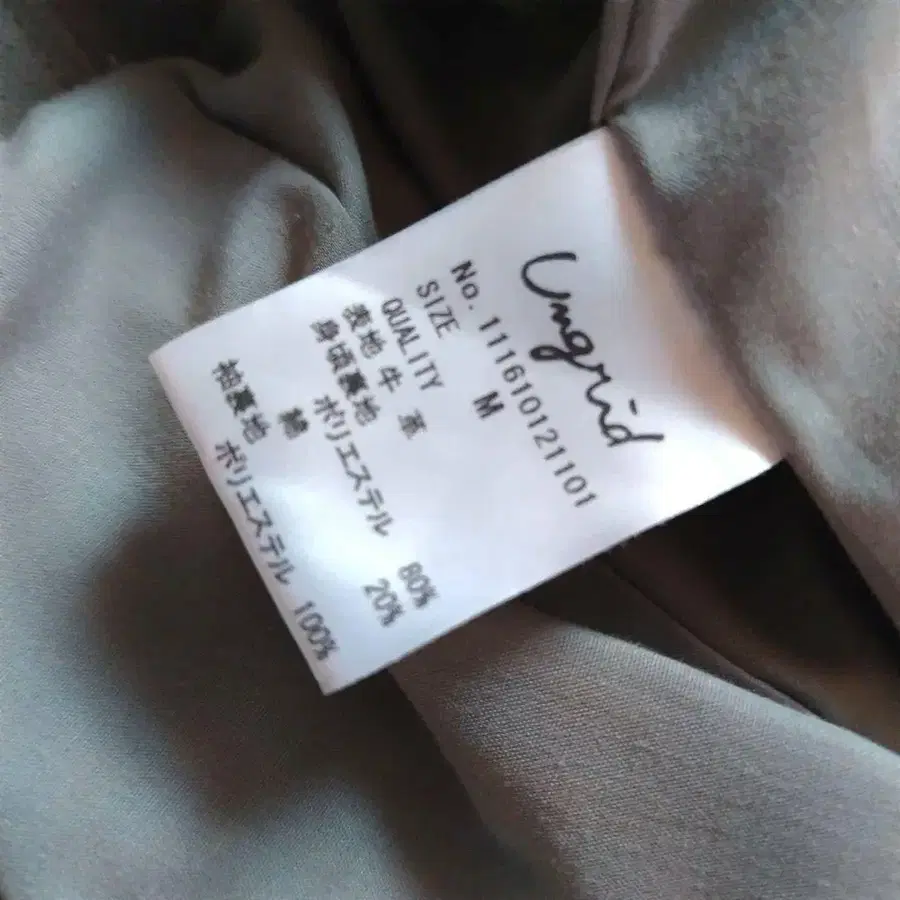 Ungrid
No. 111610121101
SIZE M
QUALITY
表地 牛 革
身頃裏地 ポリエステル 80%
綿 20%
袖裏地 ポリエステル 100%